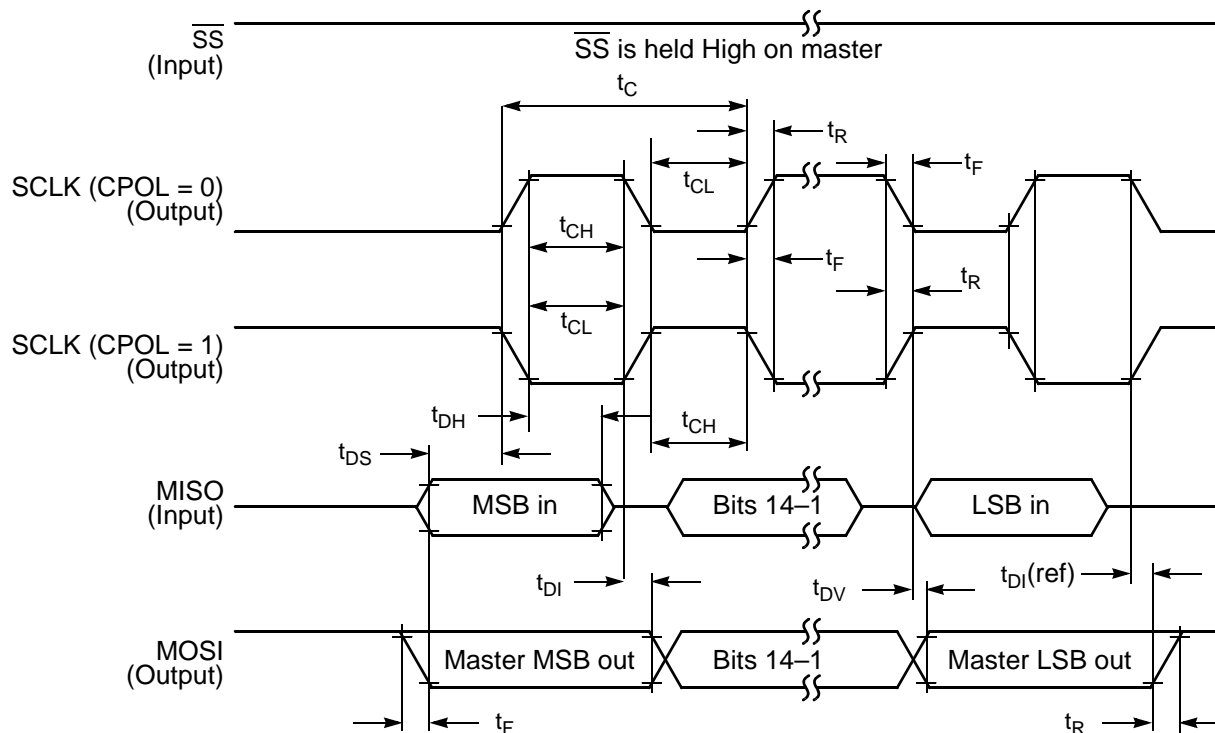 SS
(Input)
SS is held High on master
tC
tR
tF
SCLK (CPOL = 0)
(Output)
tCL
tCH
tF
tR
tCL
SCLK (CPOL = 1)
(Output)
tDH
tCH
tDS
MISO
(Input)
MSB in
Bits 14–1
LSB in
tDI
tDV
tDI(ref)
MOSI
(Output)
Master MSB out
Bits 14–1
Master LSB out
tF
tR